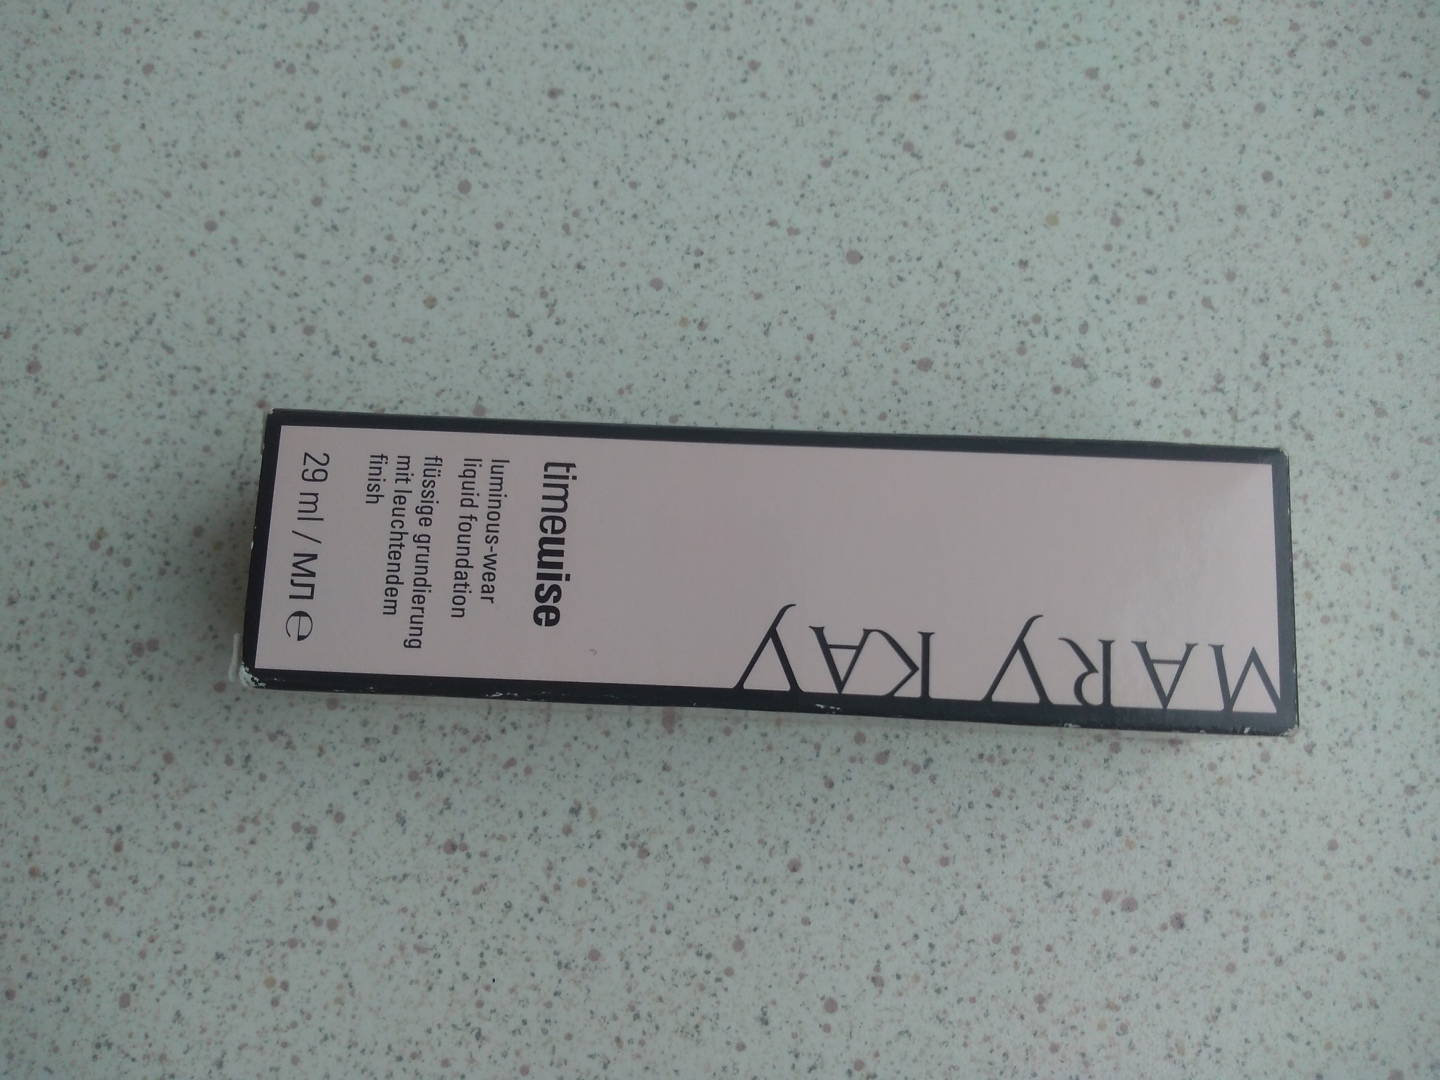 MARY KAY
timewise
luminous-wear
liquid foundation
flüssige grundierung
mit leuchtendem
finish
29 ml / МЛ ℮